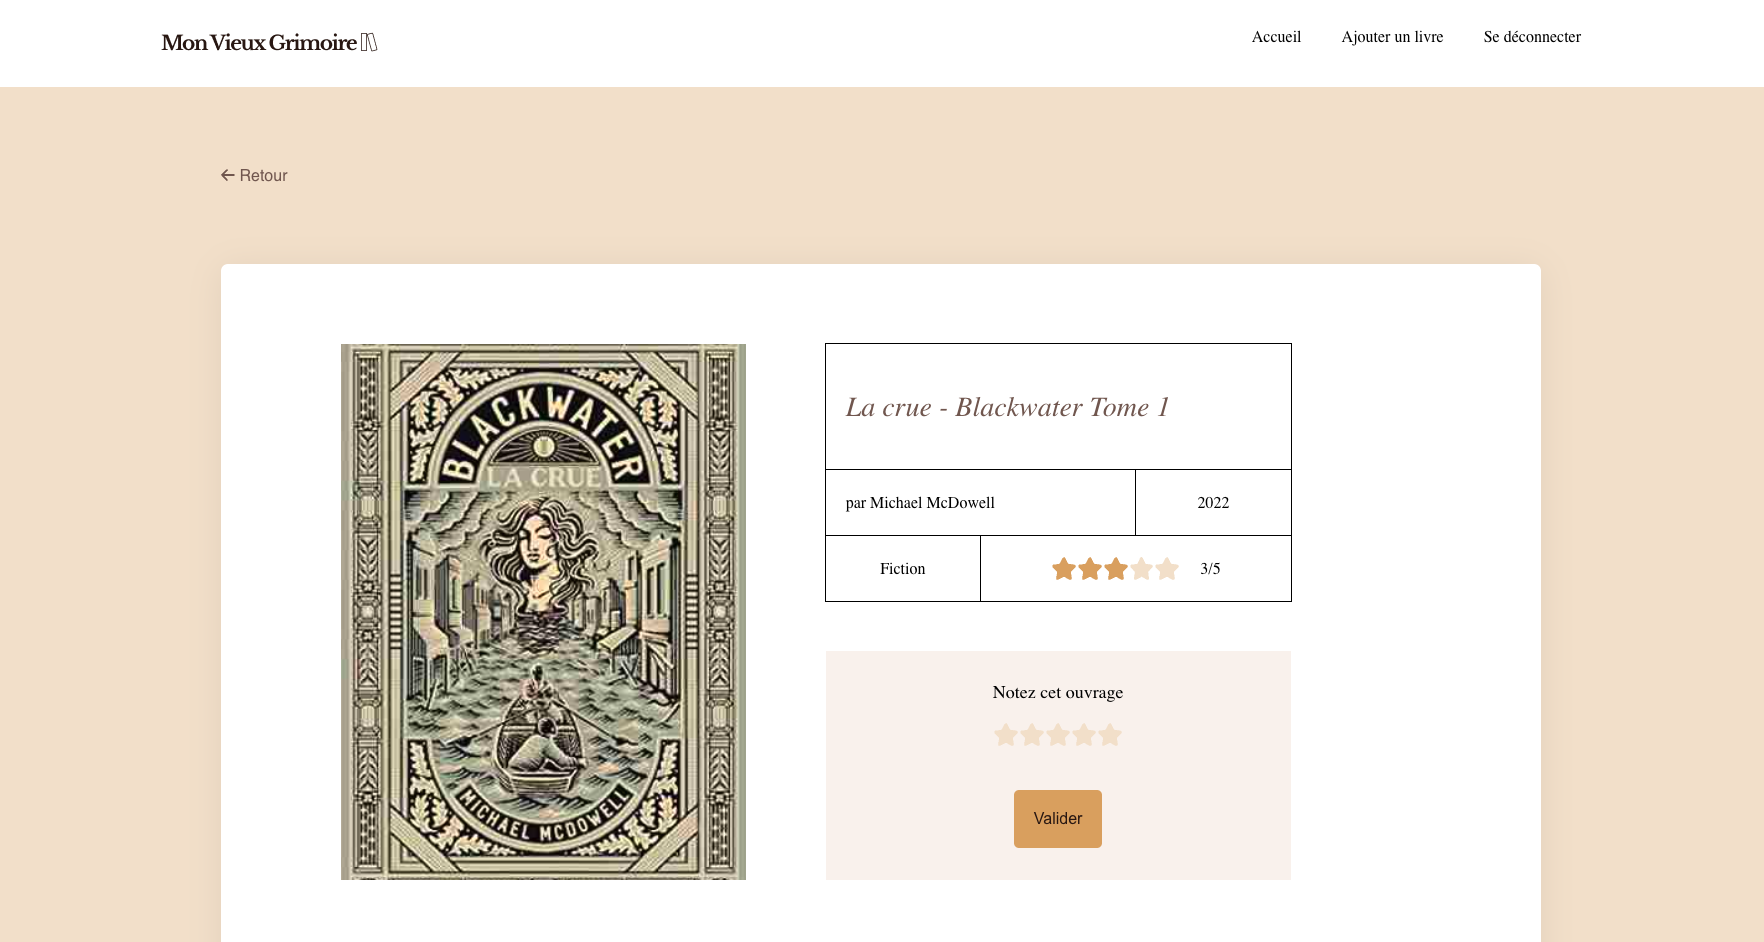 Mon Vieux Grimoire
Accueil
Ajouter un livre
Se déconnecter
← Retour
BLACKWATER
LA CRUE
MICHAEL MCDOWELL
La crue - Blackwater Tome 1
par Michael McDowell
2022
Fiction
3/5
Notez cet ouvrage
Valider